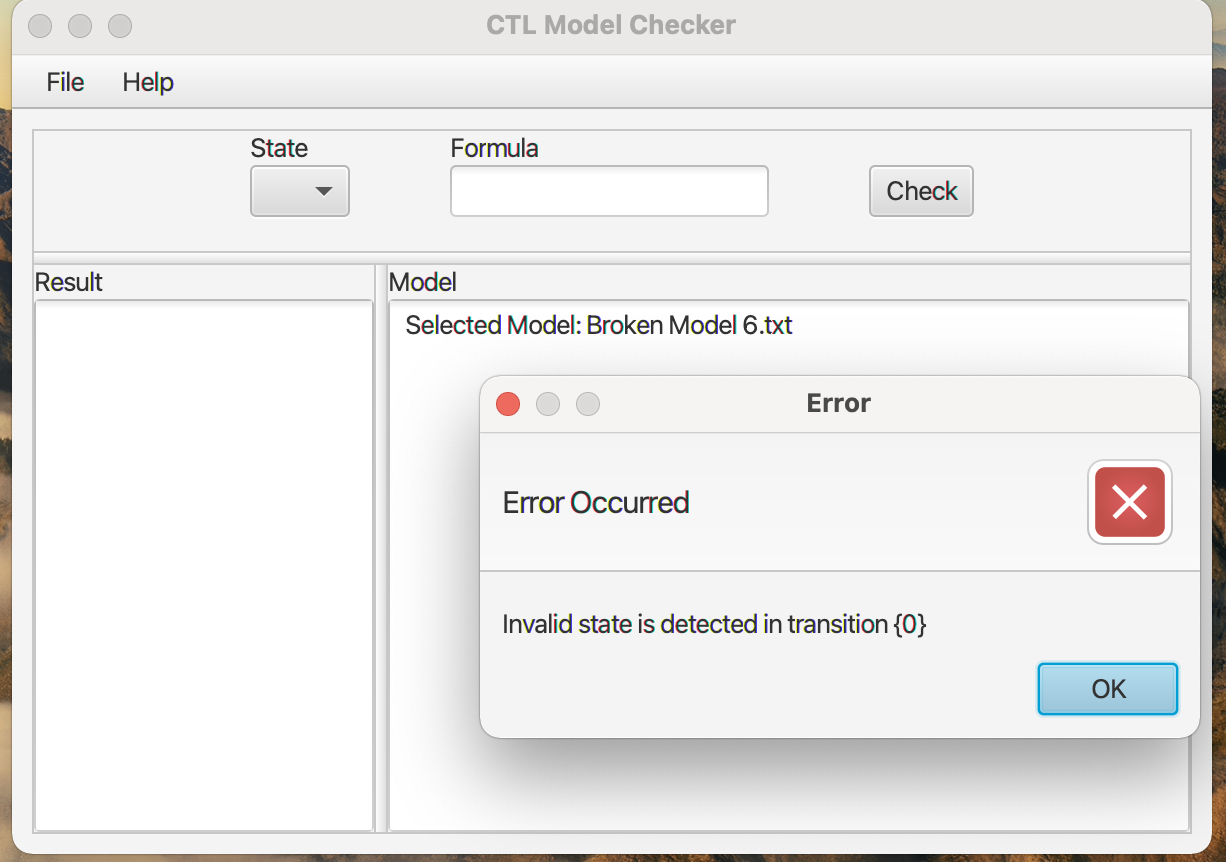 CTL Model Checker
File Help
State Formula
Check
Result Model
Selected Model: Broken Model 6.txt
Error
Error Occurred
Invalid state is detected in transition {0}
OK